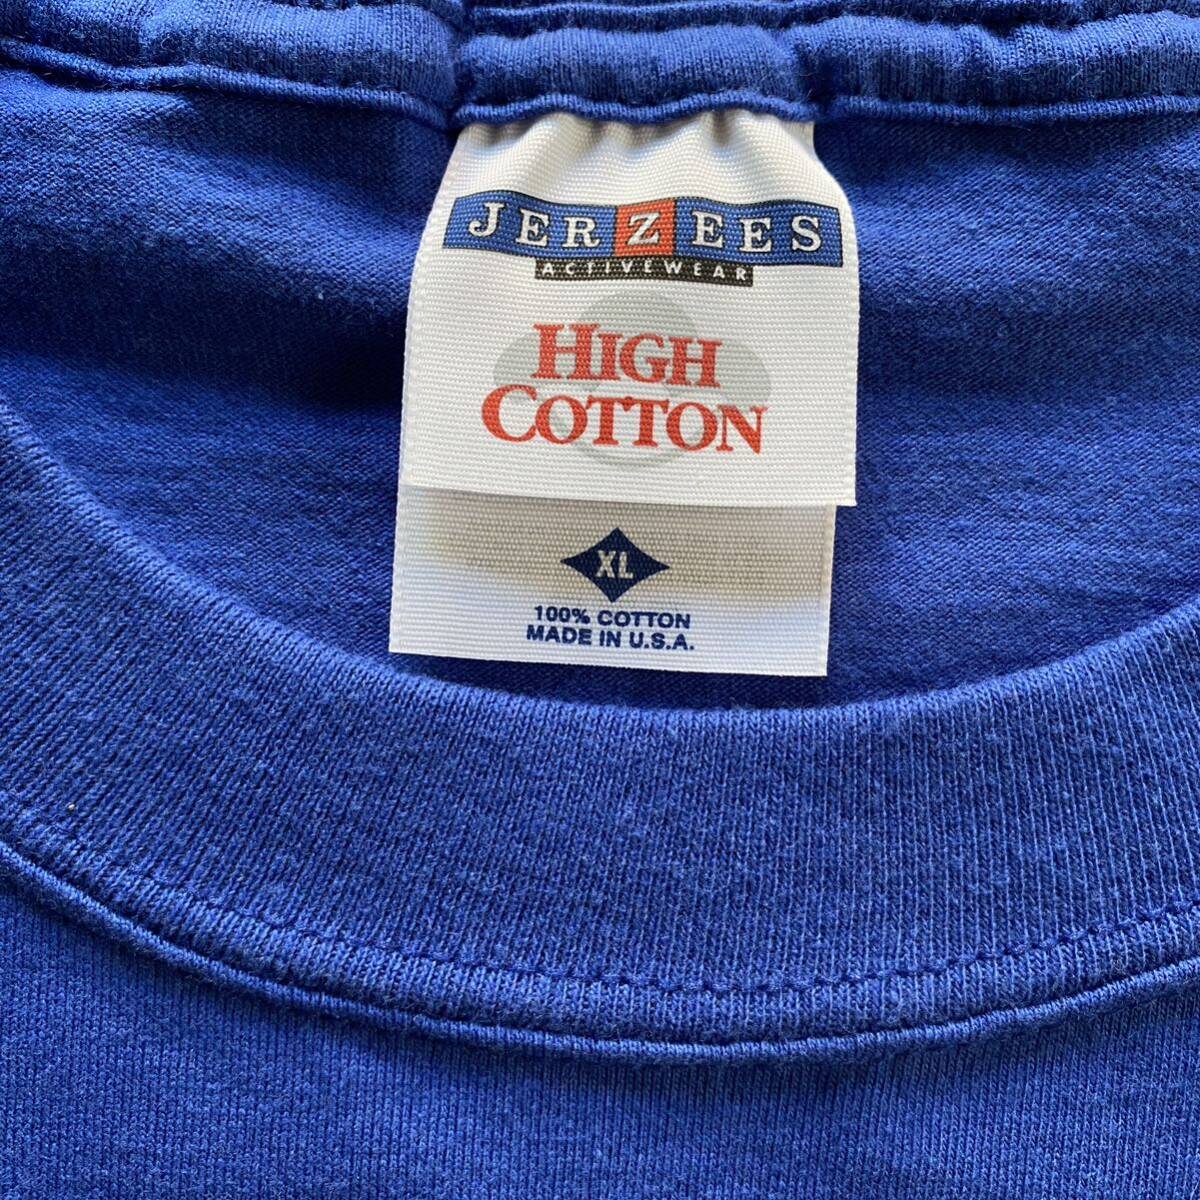 JERZEES
ACTIVEWEAR
HIGH
COTTON
XL
100% COTTON
MADE IN U.S.A.